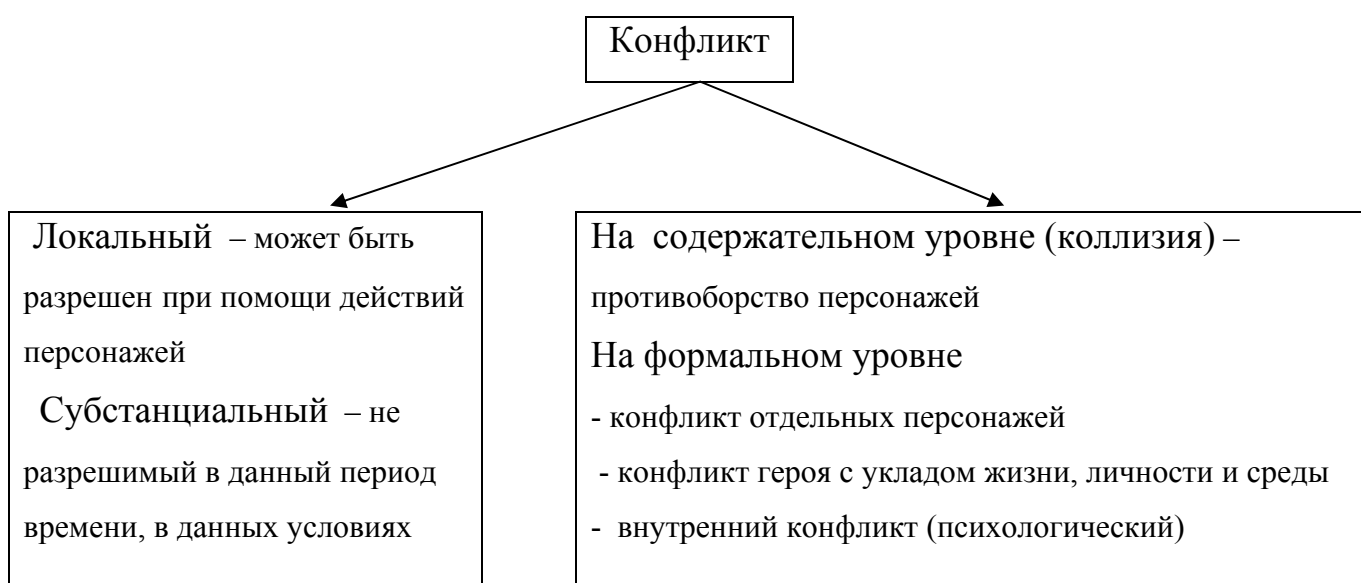 Конфликт
Локальный – может быть
разрешен при помощи действий
персонажей
Субстанциальный – не
разрешимый в данный период
времени, в данных условиях
На содержательном уровне (коллизия) –
противоборство персонажей
На формальном уровне
- конфликт отдельных персонажей
- конфликт героя с укладом жизни, личности и среды
- внутренний конфликт (психологический)